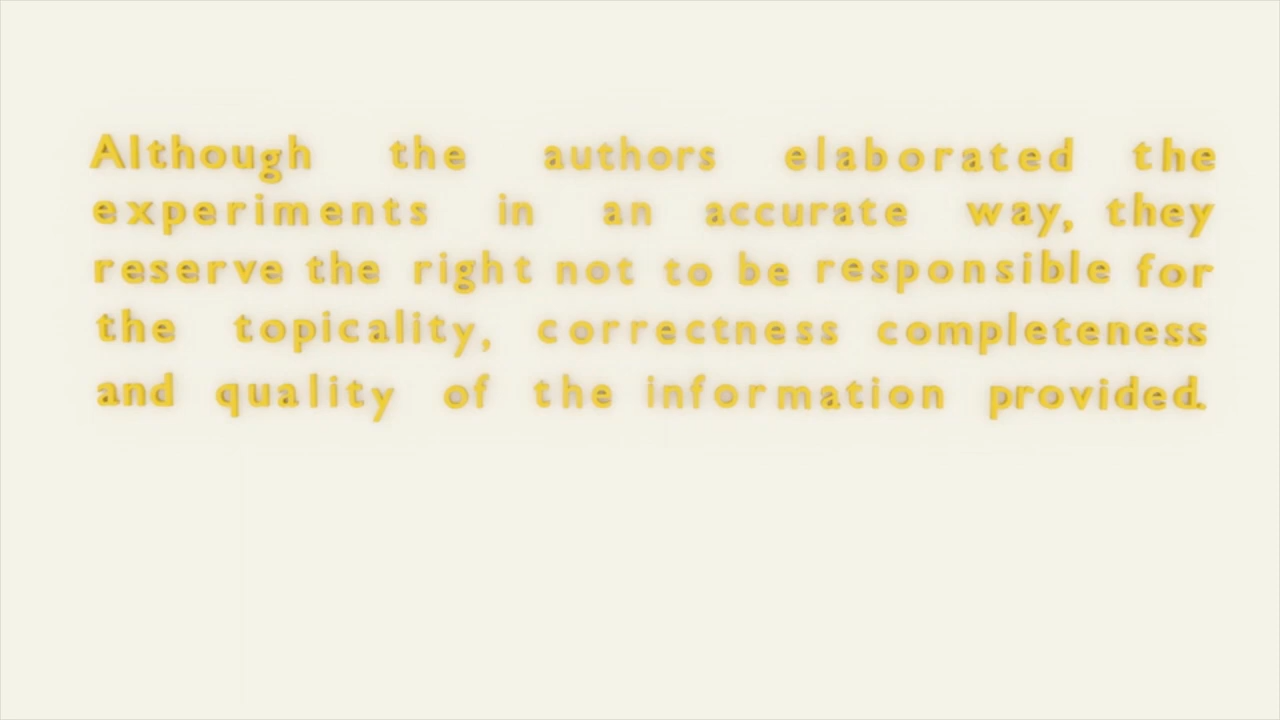 Although the authors elaborated the
experiments in an accurate way, they
reserve the right not to be responsible for
the topicality, correctness completeness
and quality of the information provided.